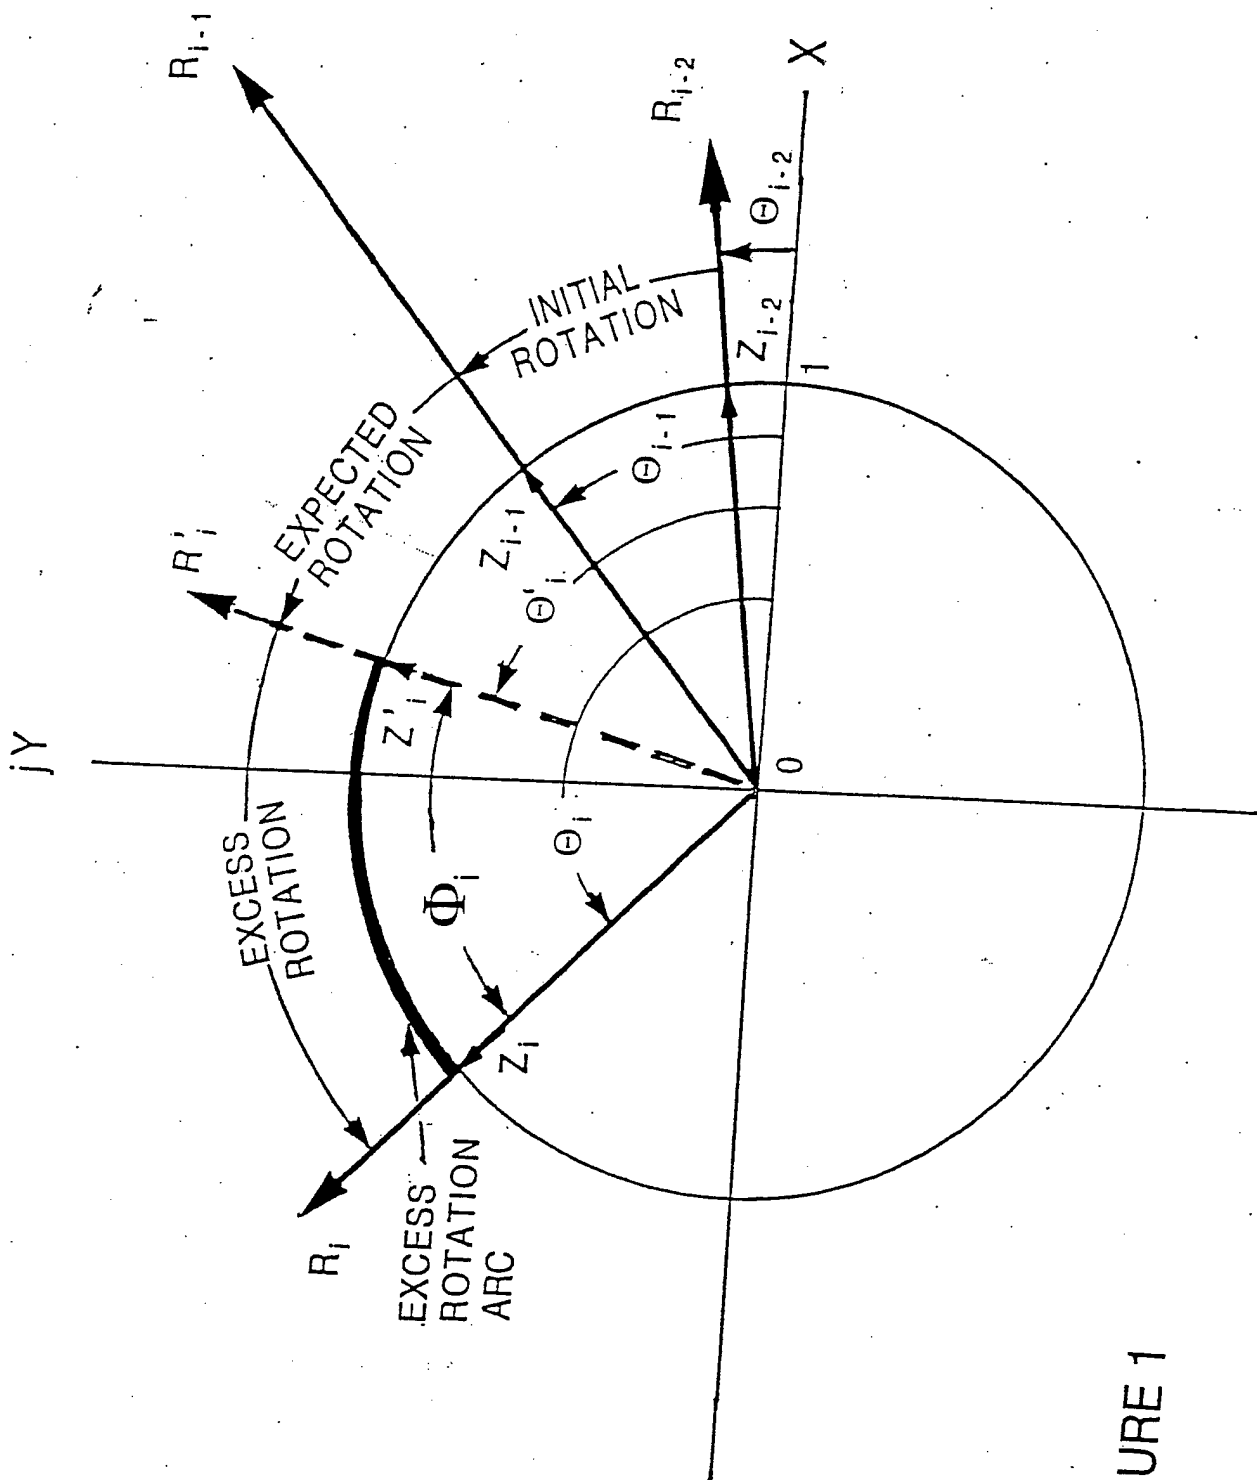 jY
R'i
R i-1
EXPECTED
ROTATION
INITIAL
ROTATION
R i-2
X
EXCESS
ROTATION
Z'i
Z i-1
Θ'i
Θ i-1
Z i-2
Θ i-2
1
0
Φ i
Θ i
Z i
R i
EXCESS
ROTATION
ARC
URE 1